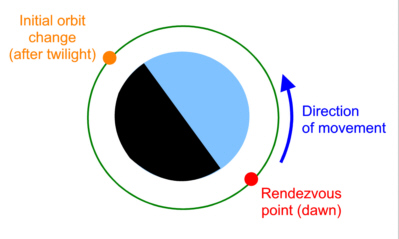 Initial orbit
change
(after twilight)
Direction
of movement
Rendezvous
point (dawn)